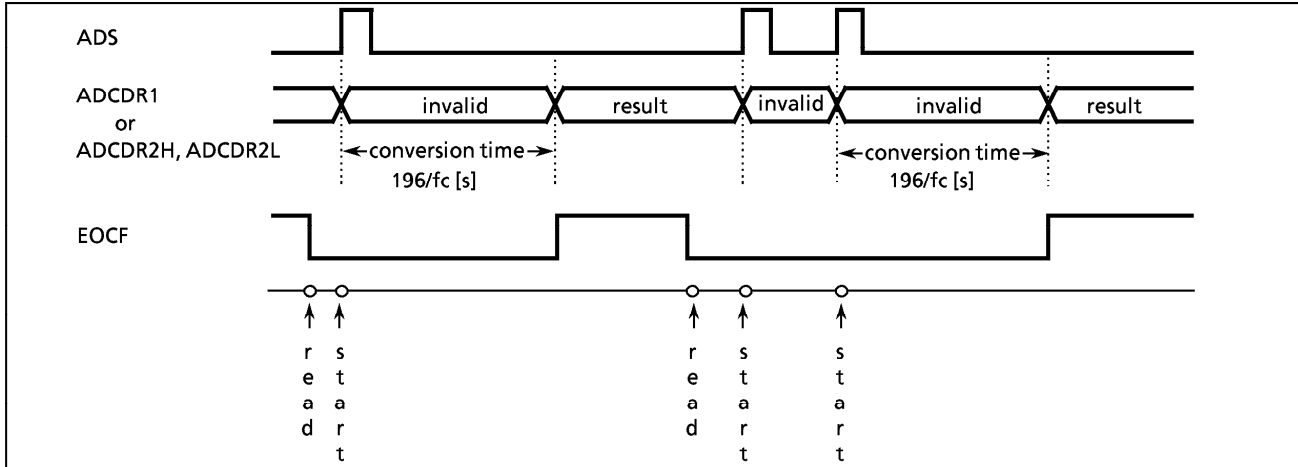 ADS
ADCDR1
or
ADCDR2H, ADCDR2L
invalid
result
invalid
invalid
result
conversion time
196/fc [s]
conversion time
196/fc [s]
EOCF
read
start
read
start
start